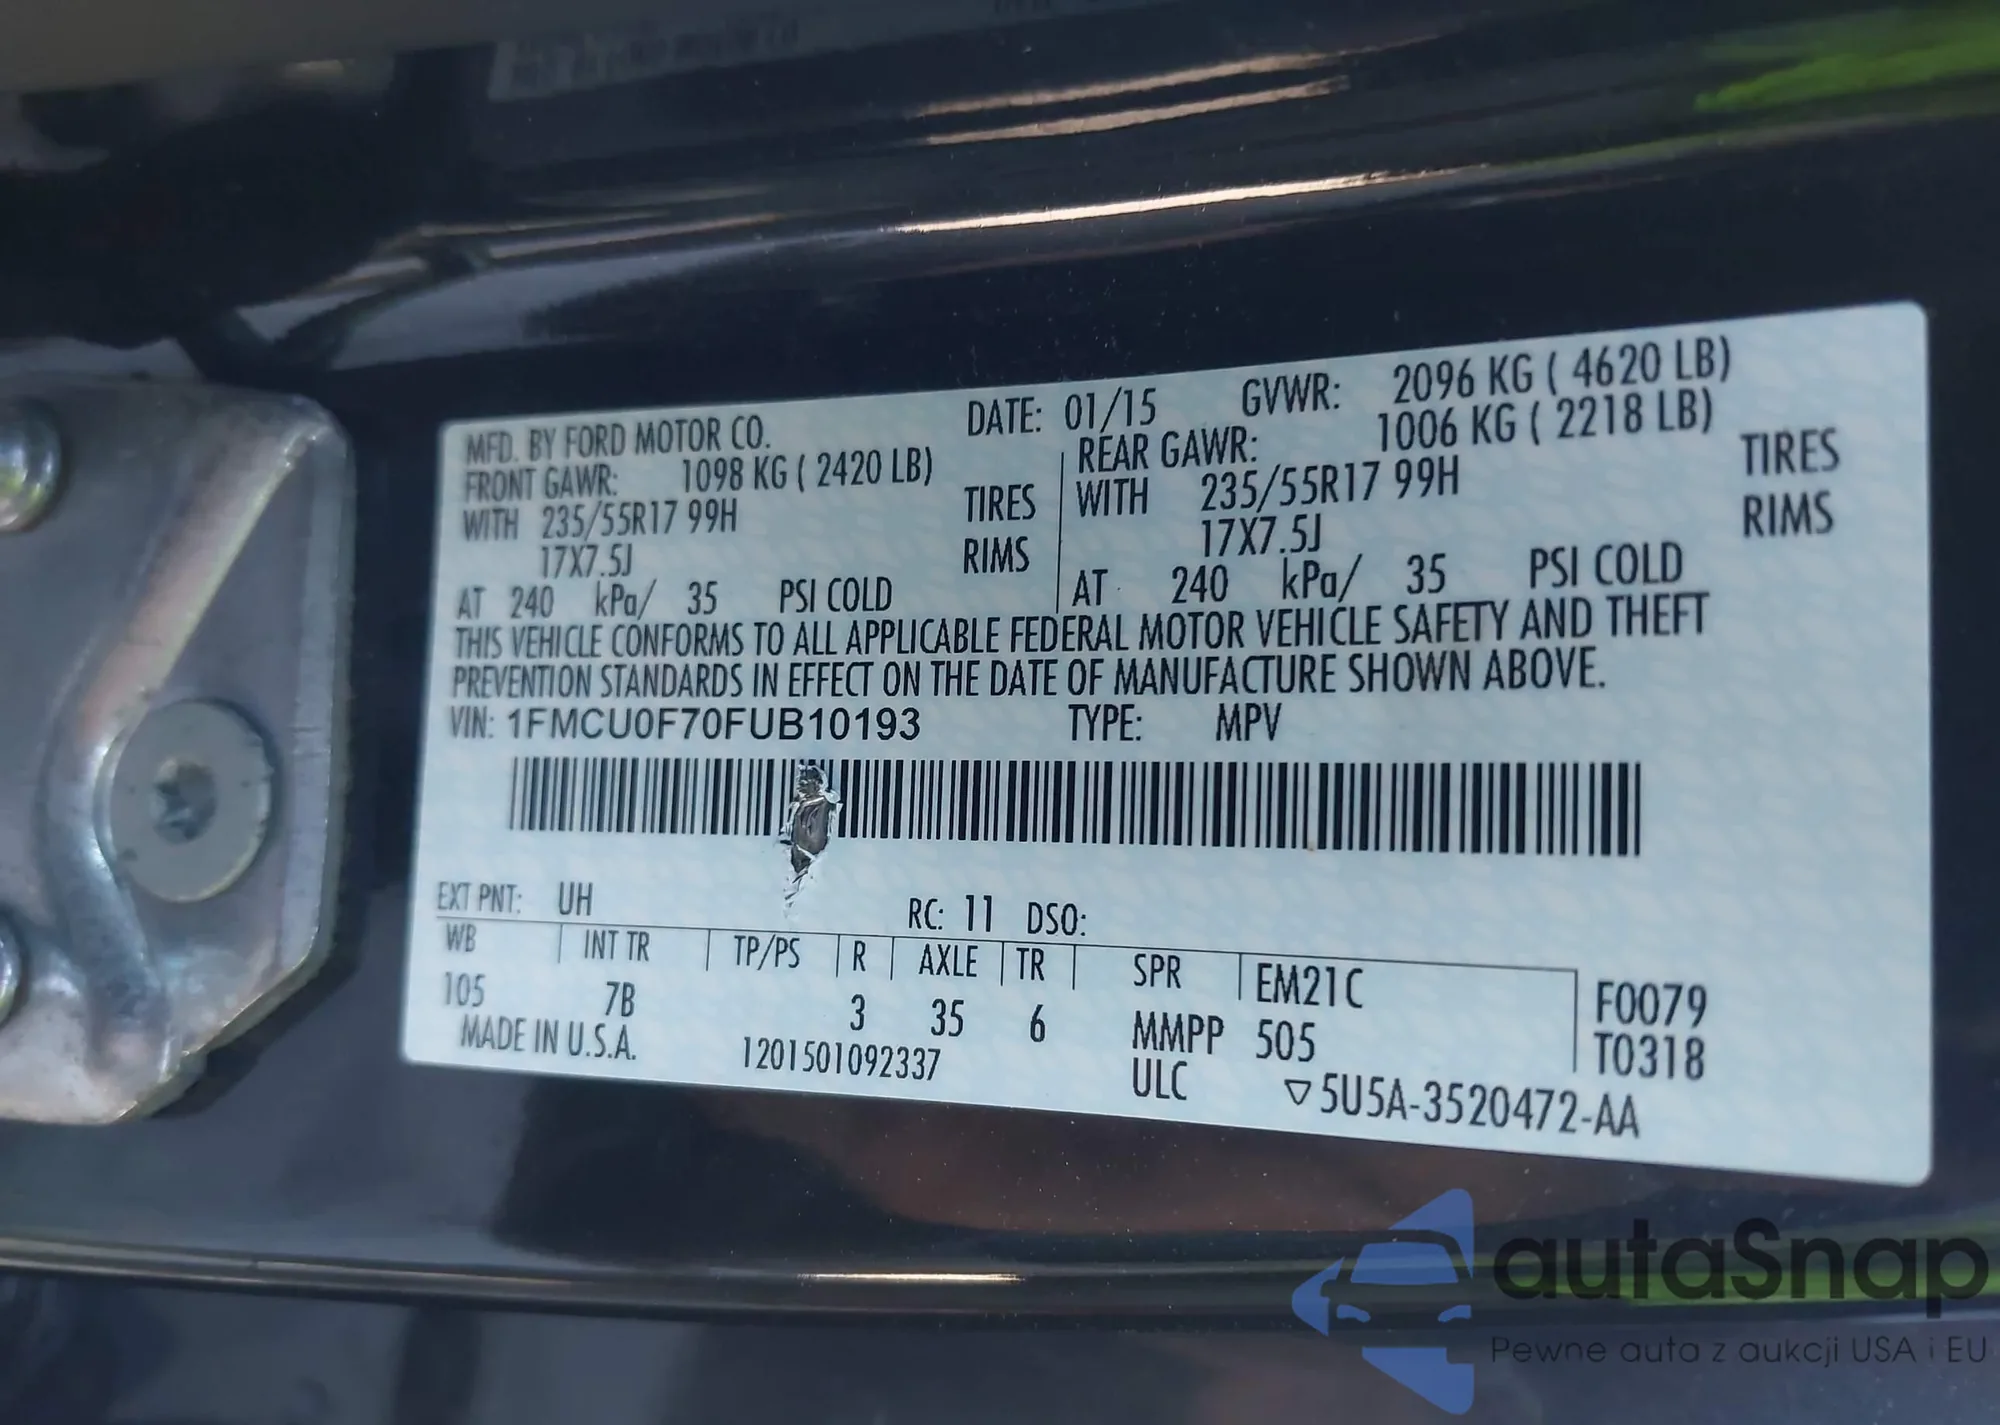 MFD. BY FORD MOTOR CO. DATE: 01/15 GVWR: 2096 KG ( 4620 LB)
FRONT GAWR: 1098 KG ( 2420 LB) REAR GAWR: 1006 KG ( 2218 LB)
WITH 235/55R17 99H TIRES WITH 235/55R17 99H TIRES
17X7.5J RIMS 17X7.5J RIMS
AT 240 kPa/ 35 PSI COLD AT 240 kPa/ 35 PSI COLD
THIS VEHICLE CONFORMS TO ALL APPLICABLE FEDERAL MOTOR VEHICLE SAFETY AND THEFT
PREVENTION STANDARDS IN EFFECT ON THE DATE OF MANUFACTURE SHOWN ABOVE.
VIN: 1FMCU0F70FUB10193 TYPE: MPV
EXT PNT: UH RC: 11 DSO:
WB INT TR TP/PS R AXLE TR SPR EM21C F0079
105 7B 3 35 6 MMPP 505 T0318
MADE IN U.S.A. 1201501092337 ULC ▽5U5A-3520472-AA
autaSnap
Pewne auta z aukcji USA i EU